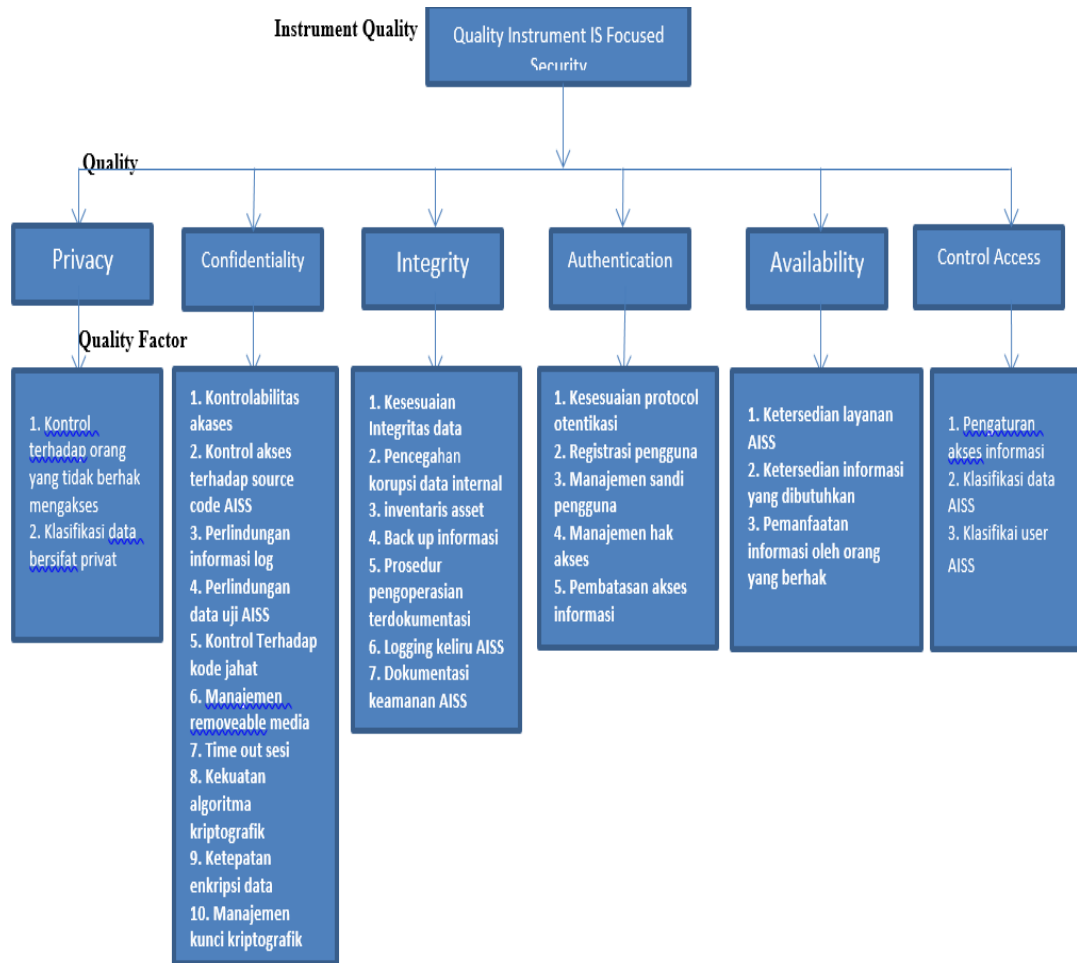 Instrument Quality
Quality Instrument IS Focused
Security
Quality
Privacy
Confidentiality
Integrity
Authentication
Availability
Control Access
Quality Factor
1. Kontrol
terhadap orang
yang tidak berhak
mengakses
2. Klasifikasi data
bersifat privat
1. Kontrolabilitas
akases
2. Kontrol akses
terhadap source
code AISS
3. Perlindungan
informasi log
4. Perlindungan
data uji AISS
5. Kontrol Terhadap
kode jahat
6. Manajemen
removeable media
7. Time out sesi
8. Kekuatan
algoritma
kriptografik
9. Ketepatan
enkripsi data
10. Manajemen
kunci kriptografik
1. Kesesuaian
Integritas data
2. Pencegahan
korupsi data internal
3. inventaris asset
4. Back up informasi
5. Prosedur
pengoperasian
terdokumentasi
6. Logging keliru AISS
7. Dokumentasi
keamanan AISS
1. Kesesuaian protocol
otentikasi
2. Registrasi pengguna
3. Manajemen sandi
pengguna
4. Manajemen hak
akses
5. Pembatasan akses
informasi
1. Ketersedian layanan
AISS
2. Ketersedian informasi
yang dibutuhkan
3. Pemanfaatan
informasi oleh orang
yang berhak
1. Pengaturan
akses informasi
2. Klasifikasi data
AISS
3. Klasifikai user
AISS